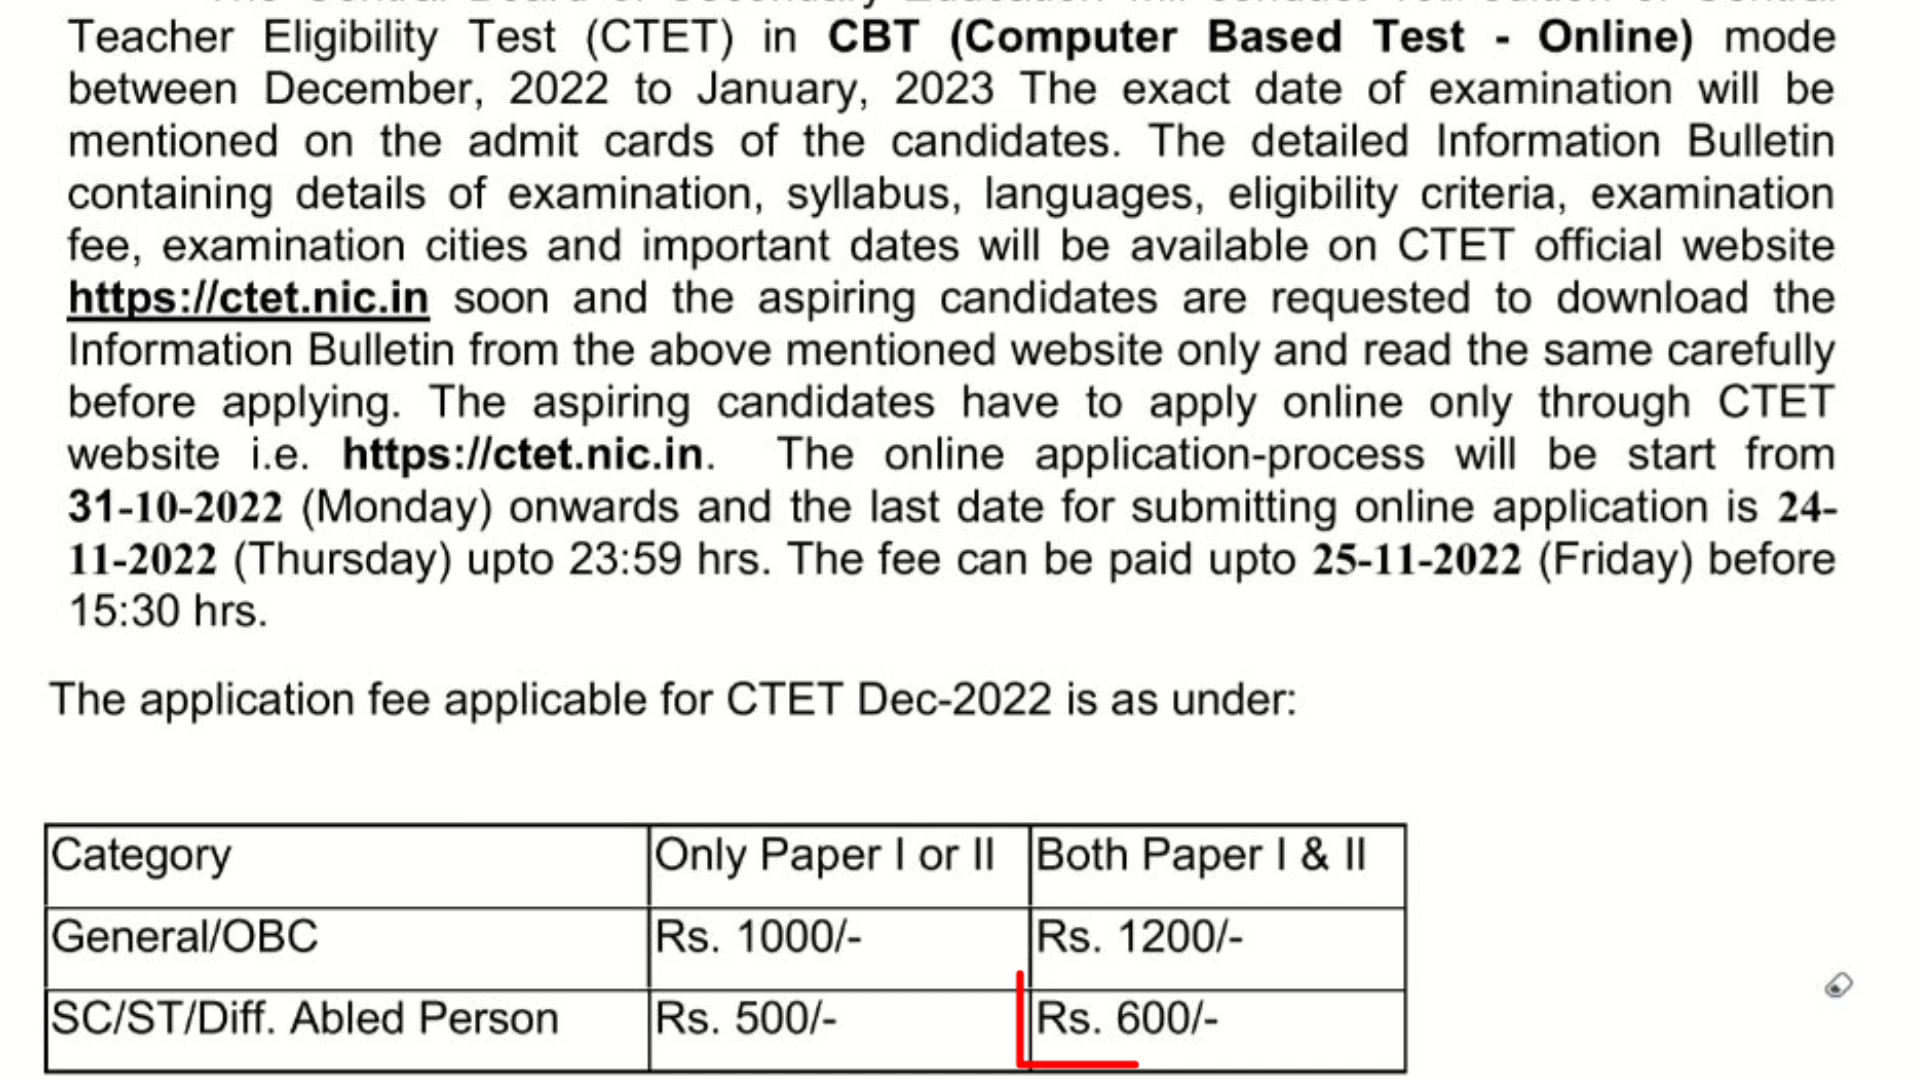 Teacher Eligibility Test (CTET) in CBT (Computer Based Test - Online) mode
between December, 2022 to January, 2023 The exact date of examination will be
mentioned on the admit cards of the candidates. The detailed Information Bulletin
containing details of examination, syllabus, languages, eligibility criteria, examination
fee, examination cities and important dates will be available on CTET official website
https://ctet.nic.in soon and the aspiring candidates are requested to download the
Information Bulletin from the above mentioned website only and read the same carefully
before applying. The aspiring candidates have to apply online only through CTET
website i.e. https://ctet.nic.in. The online application-process will be start from
31-10-2022 (Monday) onwards and the last date for submitting online application is 24-
11-2022 (Thursday) upto 23:59 hrs. The fee can be paid upto 25-11-2022 (Friday) before
15:30 hrs.
The application fee applicable for CTET Dec-2022 is as under:
Category Only Paper I or II Both Paper I & II
General/OBC Rs. 1000/- Rs. 1200/-
SC/ST/Diff. Abled Person Rs. 500/- Rs. 600/-